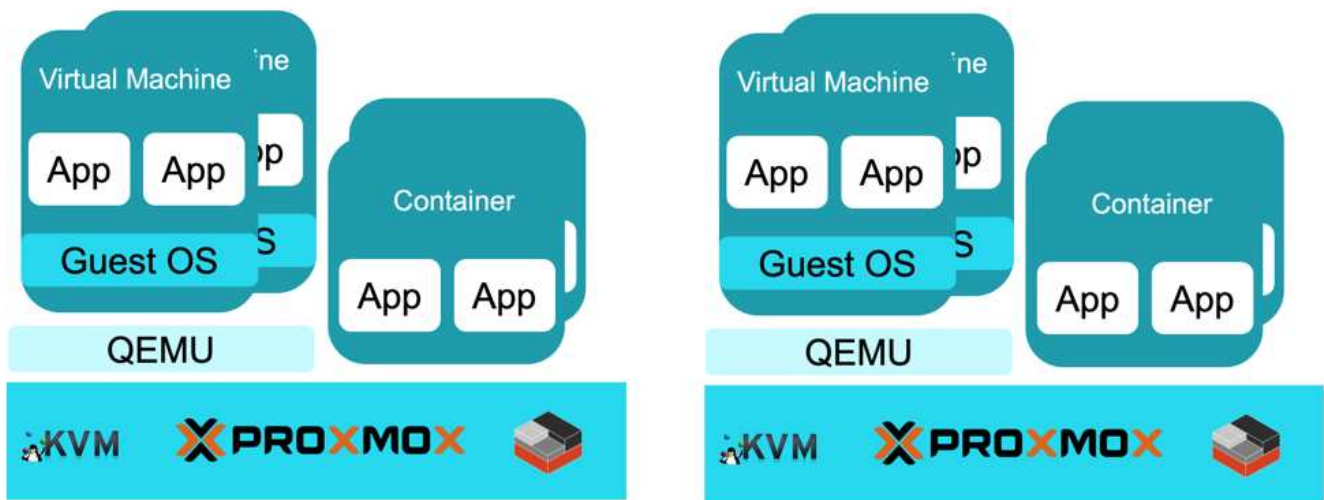 Virtual Machine
App App
Guest OS
Container
App App
QEMU
KVM PROXMOX
Virtual Machine
App App
Guest OS
Container
App App
QEMU
KVM PROXMOX